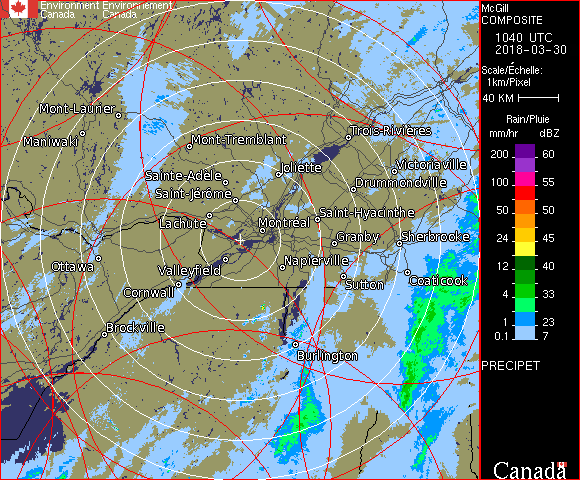 Environment Environnement
Canada Canada
McGill
COMPOSITE
1040 UTC
2018-03-30
Scale/Échelle:
1km/Pixel
40 KM
Rain/Pluie
mm/hr dBZ
200 60
100 55
50 50
24 45
12 40
4 33
1 23
0.1 7
PRECIPET
Canada
Mont-Laurier
Maniwaki
Mont-Tremblant
Trois-Rivières
Joliette
Victoriaville
Sainte-Adèle
Drummondville
Saint-Jérôme
Lachute
Saint-Hyacinthe
Montréal
Granby
Sherbrooke
Ottawa
Valleyfield
Napierville
Coaticook
Cornwall
Sutton
Brockville
Burlington